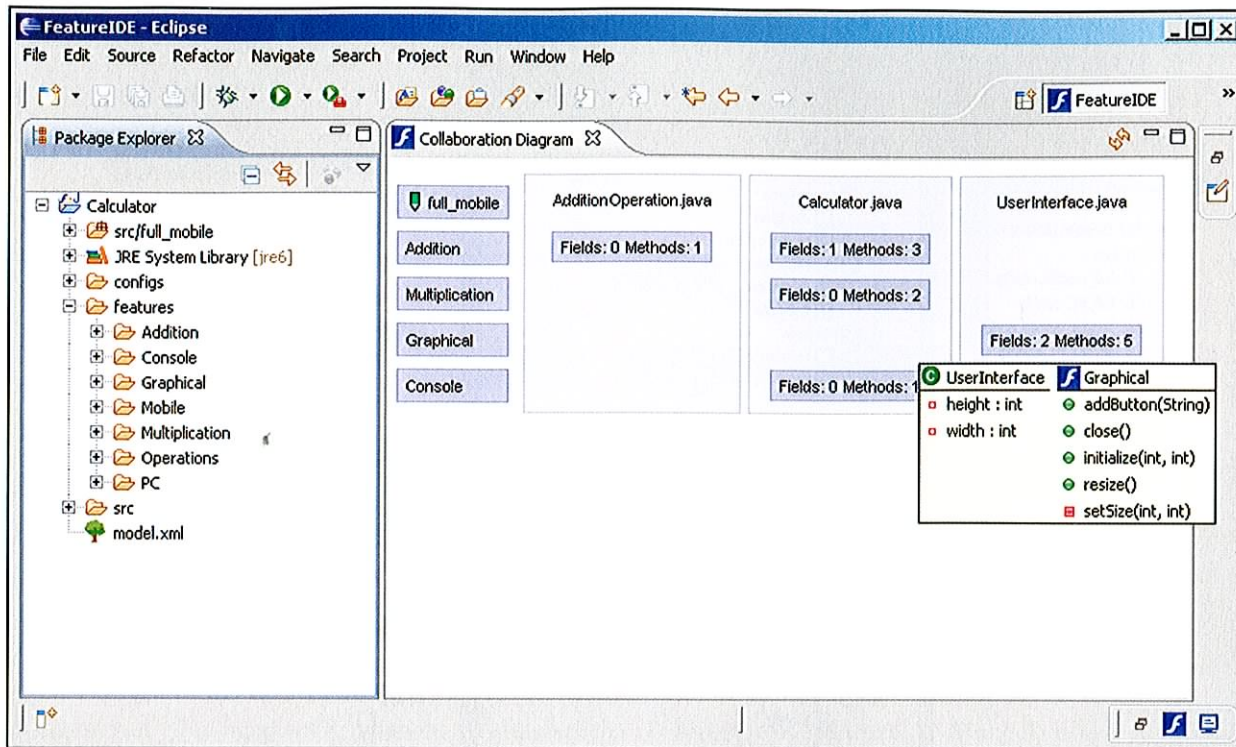 FeatureIDE - Eclipse
File Edit Source Refactor Navigate Search Project Run Window Help
FeatureIDE
»
Package Explorer
Calculator
src/full_mobile
JRE System Library [jre6]
configs
features
Addition
Console
Graphical
Mobile
Multiplication
Operations
PC
src
model.xml
Collaboration Diagram
full_mobile
Addition
Multiplication
Graphical
Console
AdditionOperation.java
Fields: 0 Methods: 1
Calculator.java
Fields: 1 Methods: 3
Fields: 0 Methods: 2
Fields: 0 Methods: 1
UserInterface.java
Fields: 2 Methods: 5
UserInterface
height : int
width : int
Graphical
addButton(String)
close()
initialize(int, int)
resize()
setSize(int, int)